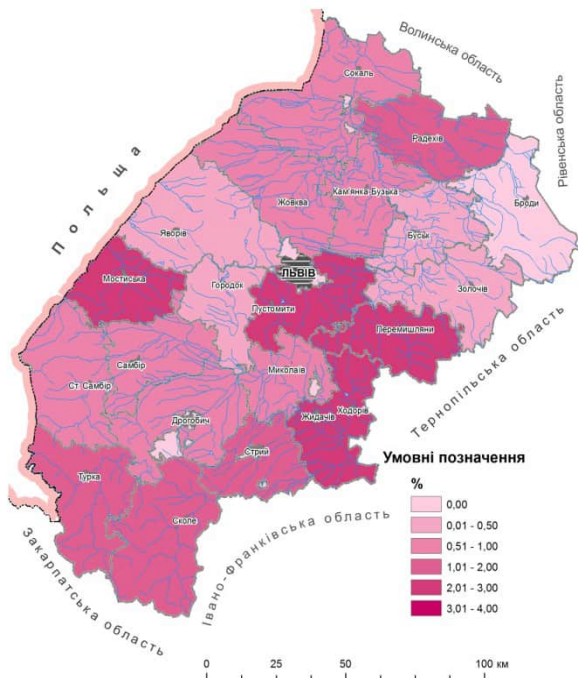 Волинська область
Сокаль
Рівенська область
Радехів
Польща
Броди
Кам'янка-Бузька
Жовква
Яворів
Буськ
ЛЬВІВ
Мостиська
Городок
Золочів
Пустомити
Перемишляни
Тернопільська область
Самбір
Миколаїв
Ст.Самбір
Ходорів
Дрогобич
Жидачів
Стрий
Умовні позначення
%
Турка
0,00
Сколе
0,01 - 0,50
0,51 - 1,00
1,01 - 2,00
2,01 - 3,00
3,01 - 4,00
Івано-Франківська область
Закарпатська область
0 25 50 100 км